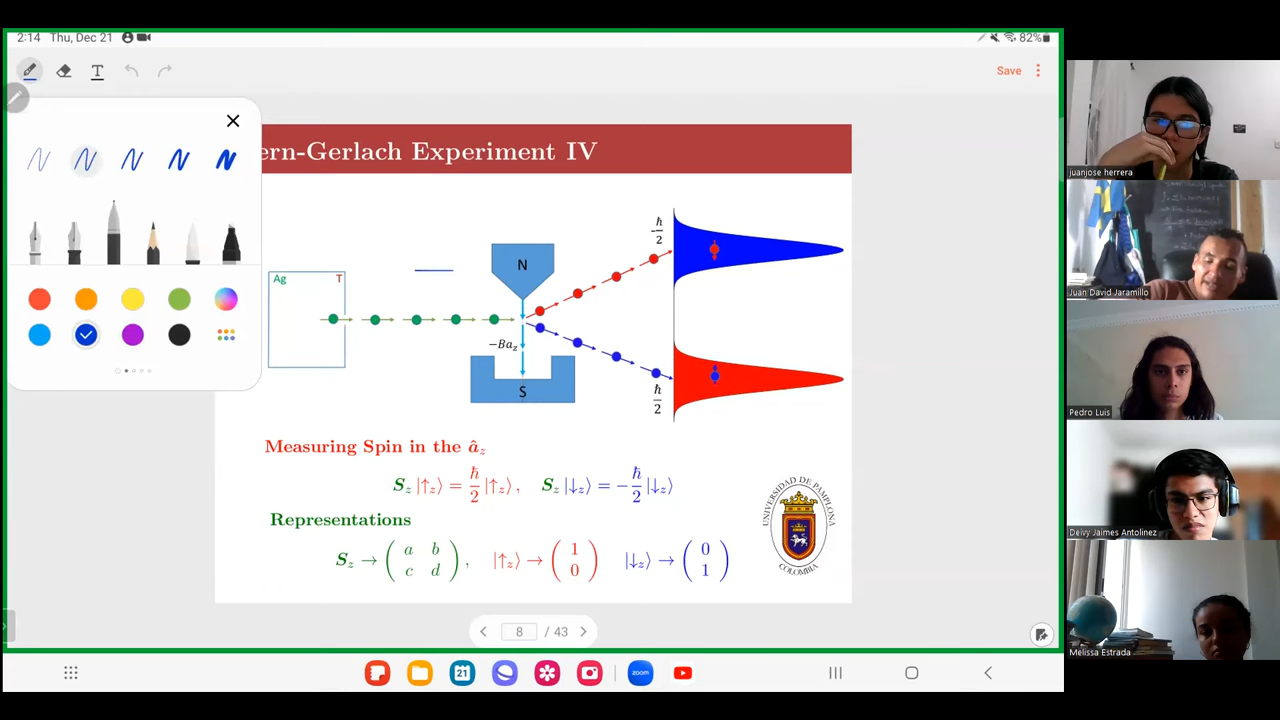 2:14 Thu, Dec 21
82%
T
Save
ern-Gerlach Experiment IV
Ag
T
N
-Ba_z
S
-ħ/2
ħ/2
Measuring Spin in the â_z
S_z |↑_z⟩ = ħ/2 |↑_z⟩, S_z |↓_z⟩ = -ħ/2 |↓_z⟩
Representations
S_z → ( a b
c d ), |↑_z⟩ → ( 1
0 ) |↓_z⟩ → ( 0
1 )
UNIVERSIDAD DE PAMPLONA
COLOMBIA
8 / 43
21
zoom
juanjose herrera
Juan David Jaramillo
Pedro Luis
Deivy Jaimes Antolinez
Melissa Estrada